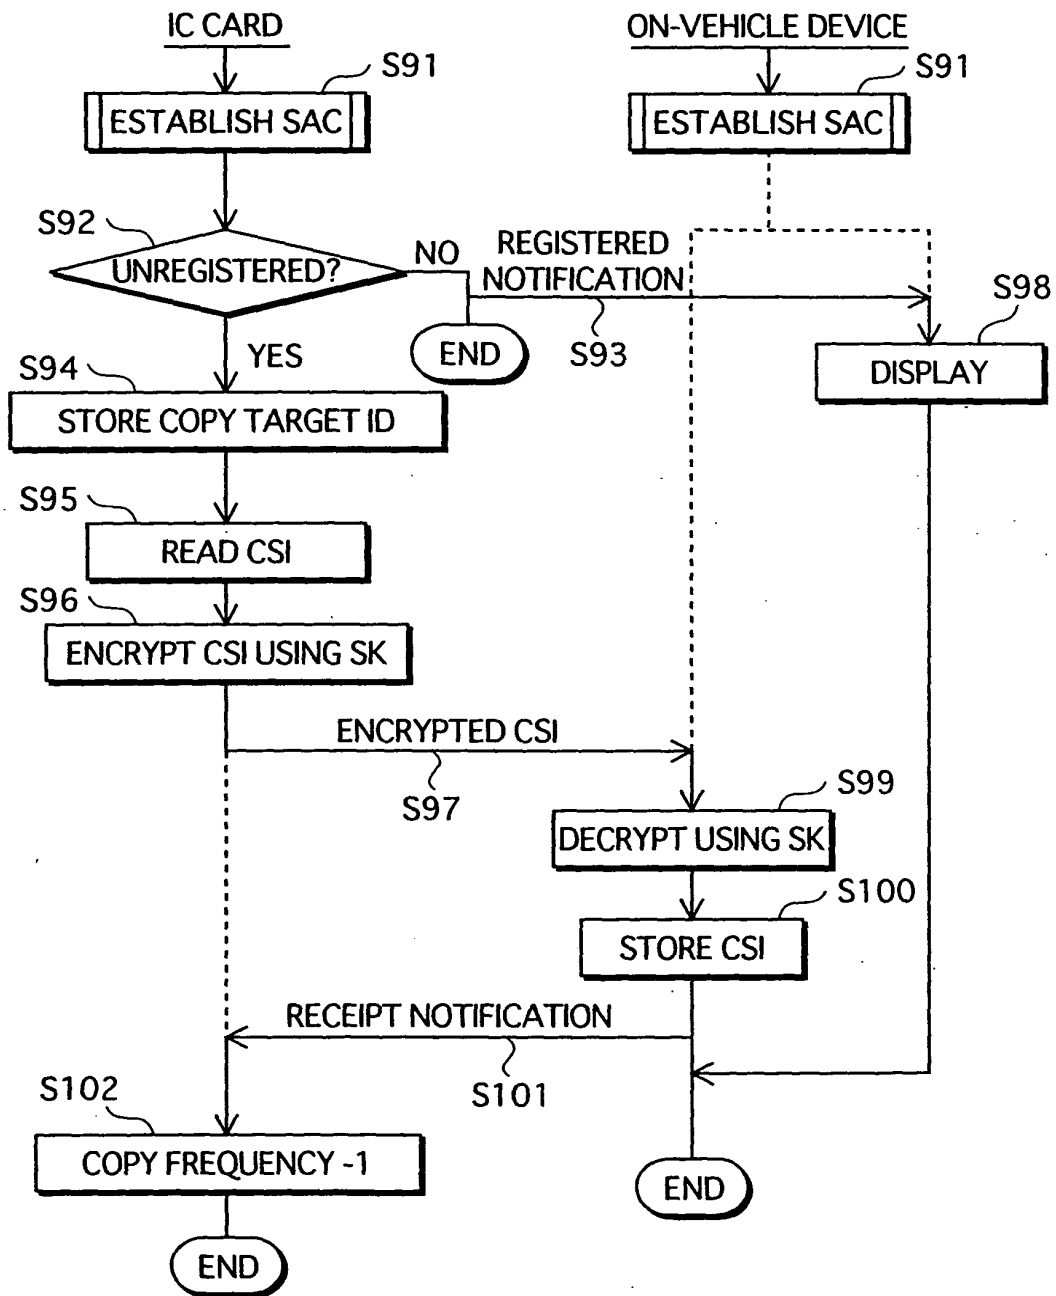 IC CARD
ON-VEHICLE DEVICE
S91
S91
ESTABLISH SAC
ESTABLISH SAC
S92
UNREGISTERED?
NO
REGISTERED
NOTIFICATION
S93
S98
END
DISPLAY
YES
S94
STORE COPY TARGET ID
S95
READ CSI
S96
ENCRYPT CSI USING SK
ENCRYPTED CSI
S97
S99
DECRYPT USING SK
S100
STORE CSI
RECEIPT NOTIFICATION
S101
S102
COPY FREQUENCY -1
END
END